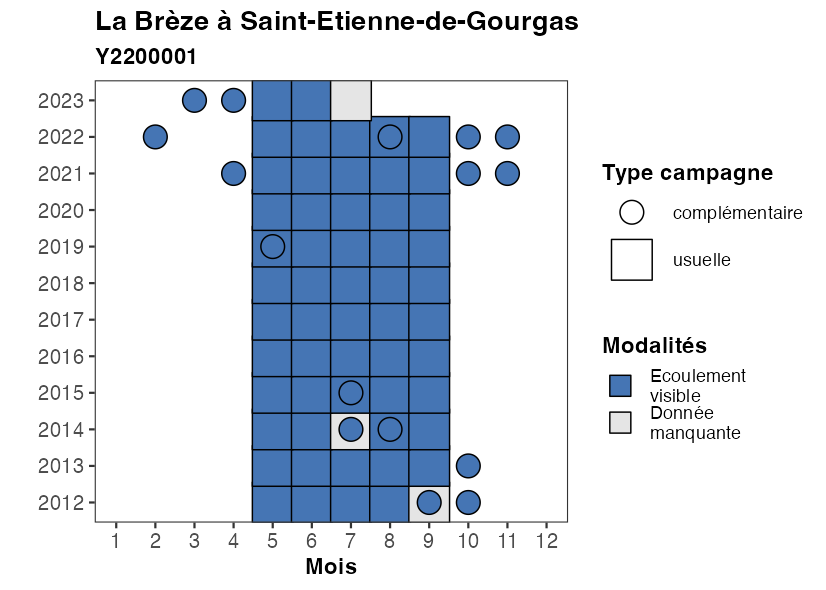 La Brèze à Saint-Etienne-de-Gourgas
Y2200001
2023
2022
2021
2020
2019
2018
2017
2016
2015
2014
2013
2012
1 2 3 4 5 6 7 8 9 10 11 12
Mois
Type campagne
complémentaire
usuelle
Modalités
Ecoulement
visible
Donnée
manquante